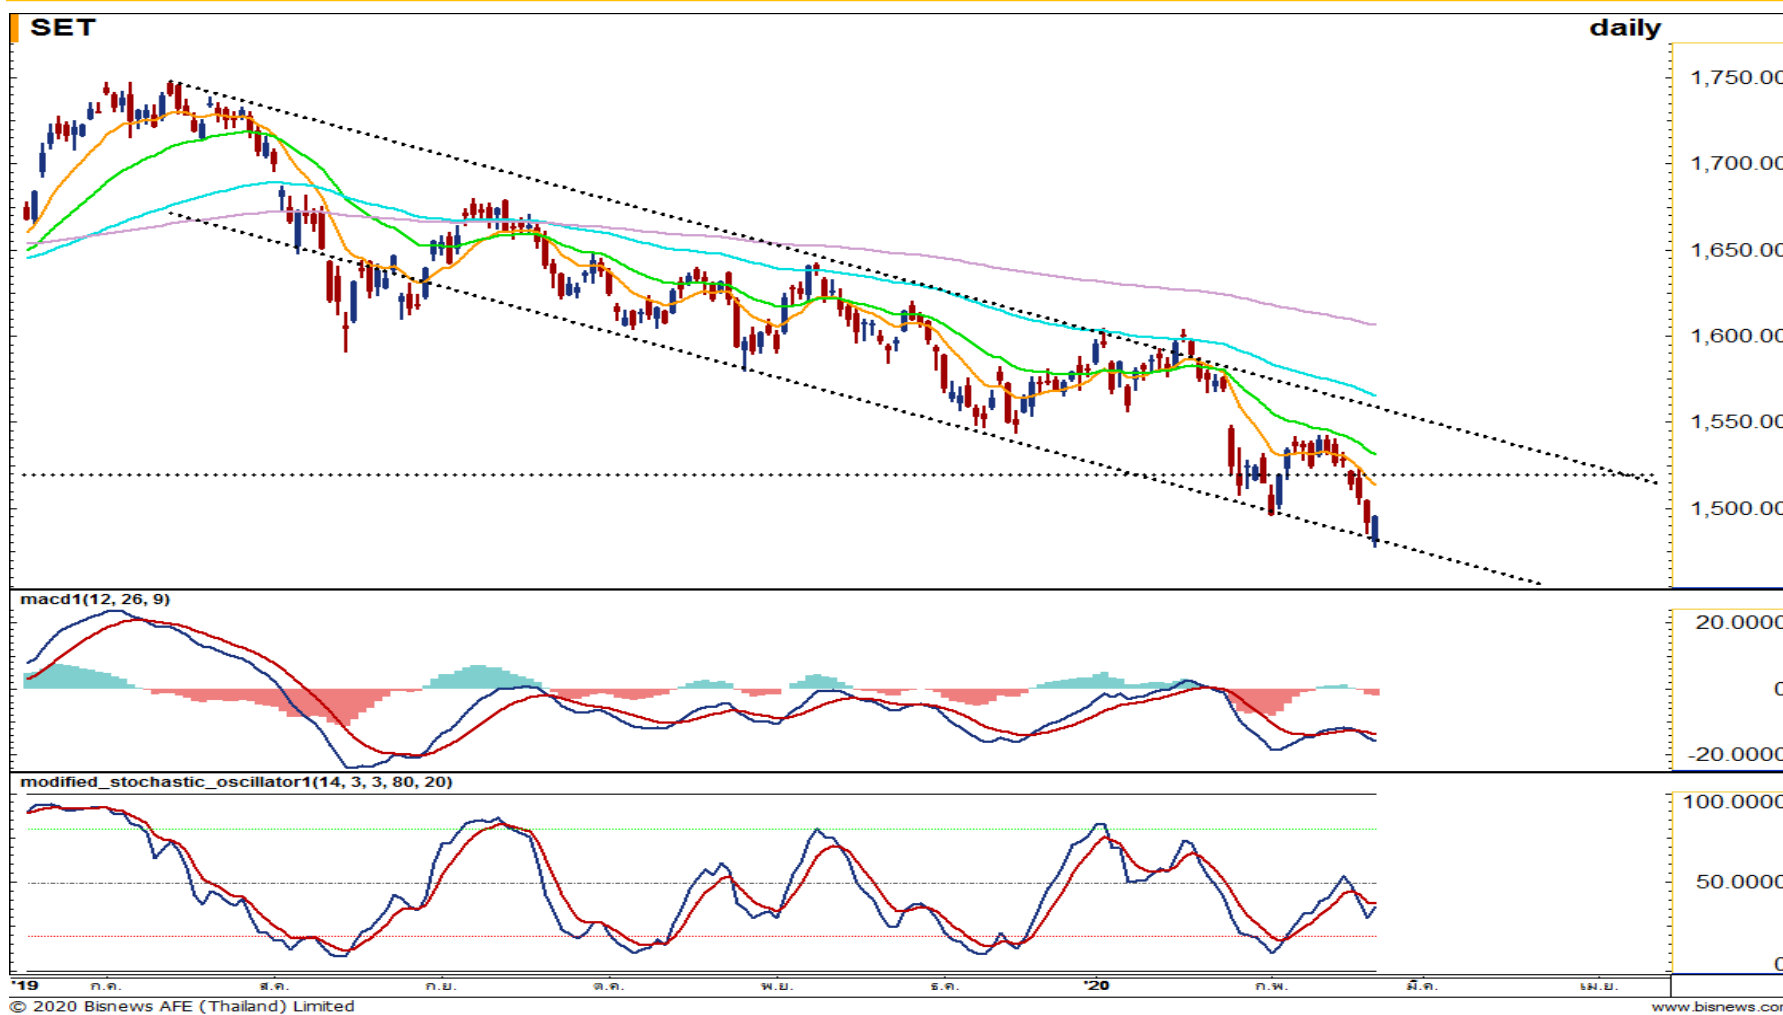 SET daily
1,750.00
1,700.00
1,650.00
1,600.00
1,550.00
1,500.00
macd1(12, 26, 9)
20.0000
0
-20.0000
modified_stochastic_oscillator1(14, 3, 3, 80, 20)
100.0000
50.0000
0
'19 ก.ค. ส.ค. ก.ย. ต.ค. พ.ย. ธ.ค. '20 ก.พ. มี.ค. เม.ย.
© 2020 Bisnews AFE (Thailand) Limited www.bisnews.com